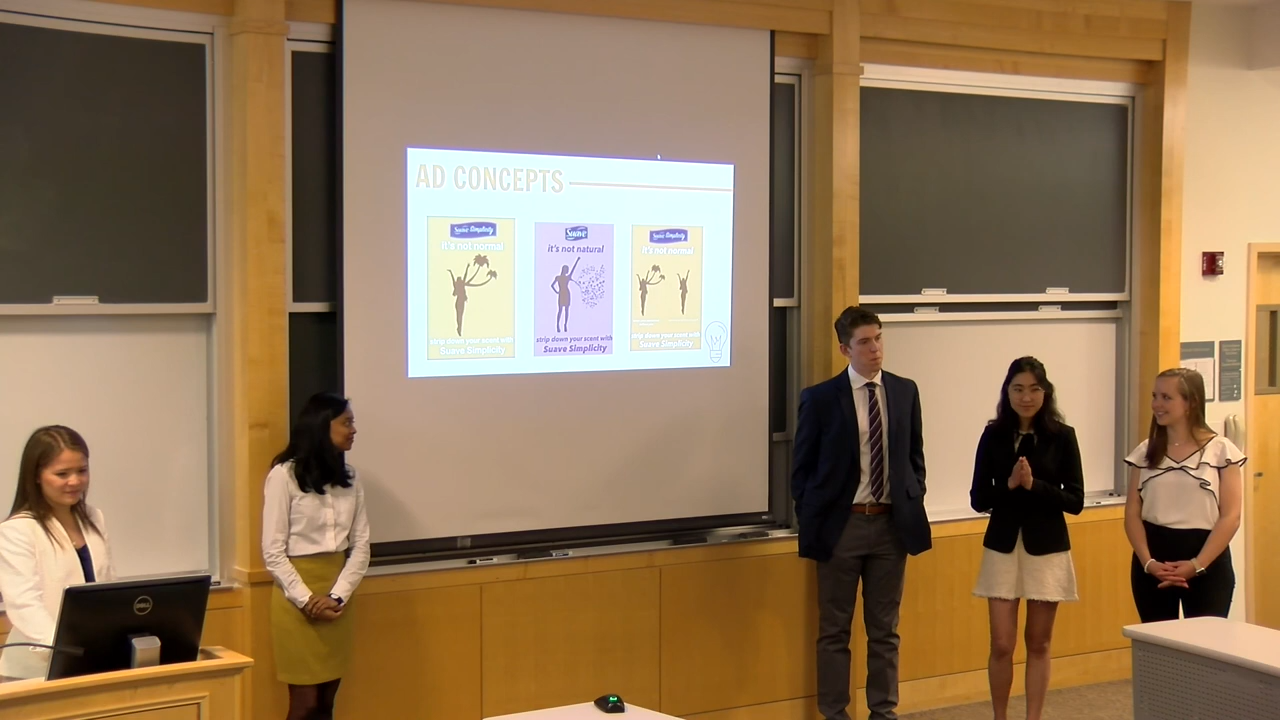 AD CONCEPTS
Suave Simplicity
it's not normal
strip down your scent with
Suave Simplicity
Suave
it's not natural
strip down your scent with
Suave Simplicity
Suave Simplicity
it's not normal
strip down your scent with
Suave Simplicity
DELL